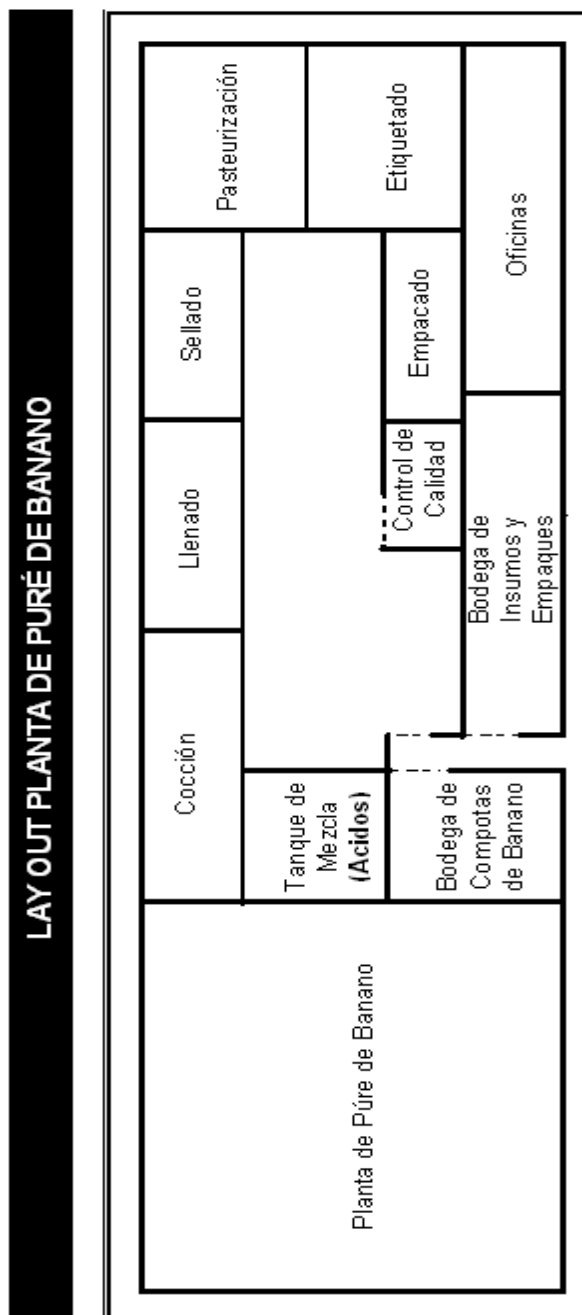 LAY OUT PLANTA DE PURÉ DE BANANO
Planta de Púre de Banano
Cocción
Llenado
Sellado
Pasteurización
Tanque de
Mezcla
(Acidos)
Etiquetado
Control de
Calidad
Empacado
Bodega de
Compotas
de Banano
Bodega de
Insumos y
Empaques
Oficinas